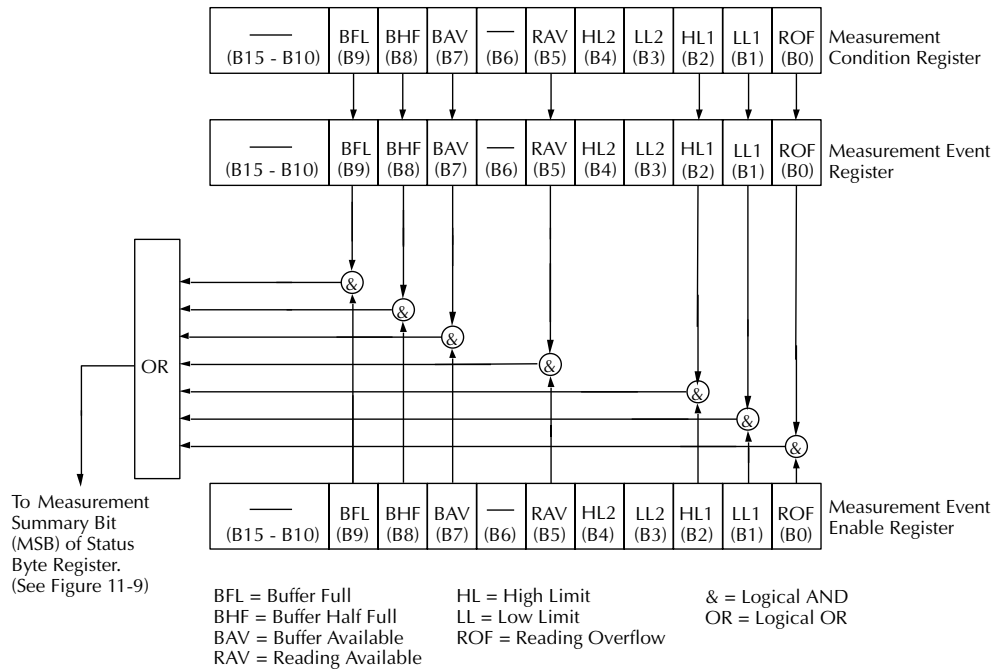 — BFL BHF BAV — RAV HL2 LL2 HL1 LL1 ROF
(B15 - B10) (B9) (B8) (B7) (B6) (B5) (B4) (B3) (B2) (B1) (B0)
Measurement
Condition Register
— BFL BHF BAV — RAV HL2 LL2 HL1 LL1 ROF
(B15 - B10) (B9) (B8) (B7) (B6) (B5) (B4) (B3) (B2) (B1) (B0)
Measurement Event
Register
&
&
&
&
&
&
&
OR
To Measurement
Summary Bit
(MSB) of Status
Byte Register.
(See Figure 11-9)
— BFL BHF BAV — RAV HL2 LL2 HL1 LL1 ROF
(B15 - B10) (B9) (B8) (B7) (B6) (B5) (B4) (B3) (B2) (B1) (B0)
Measurement Event
Enable Register
BFL = Buffer Full
BHF = Buffer Half Full
BAV = Buffer Available
RAV = Reading Available
HL = High Limit
LL = Low Limit
ROF = Reading Overflow
& = Logical AND
OR = Logical OR